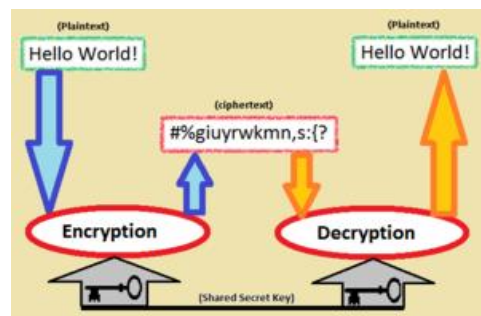 (Plaintext)
Hello World!
(Plaintext)
Hello World!
(ciphertext)
#%giuyrwkmn,s:{?
Encryption
Decryption
(Shared Secret Key)